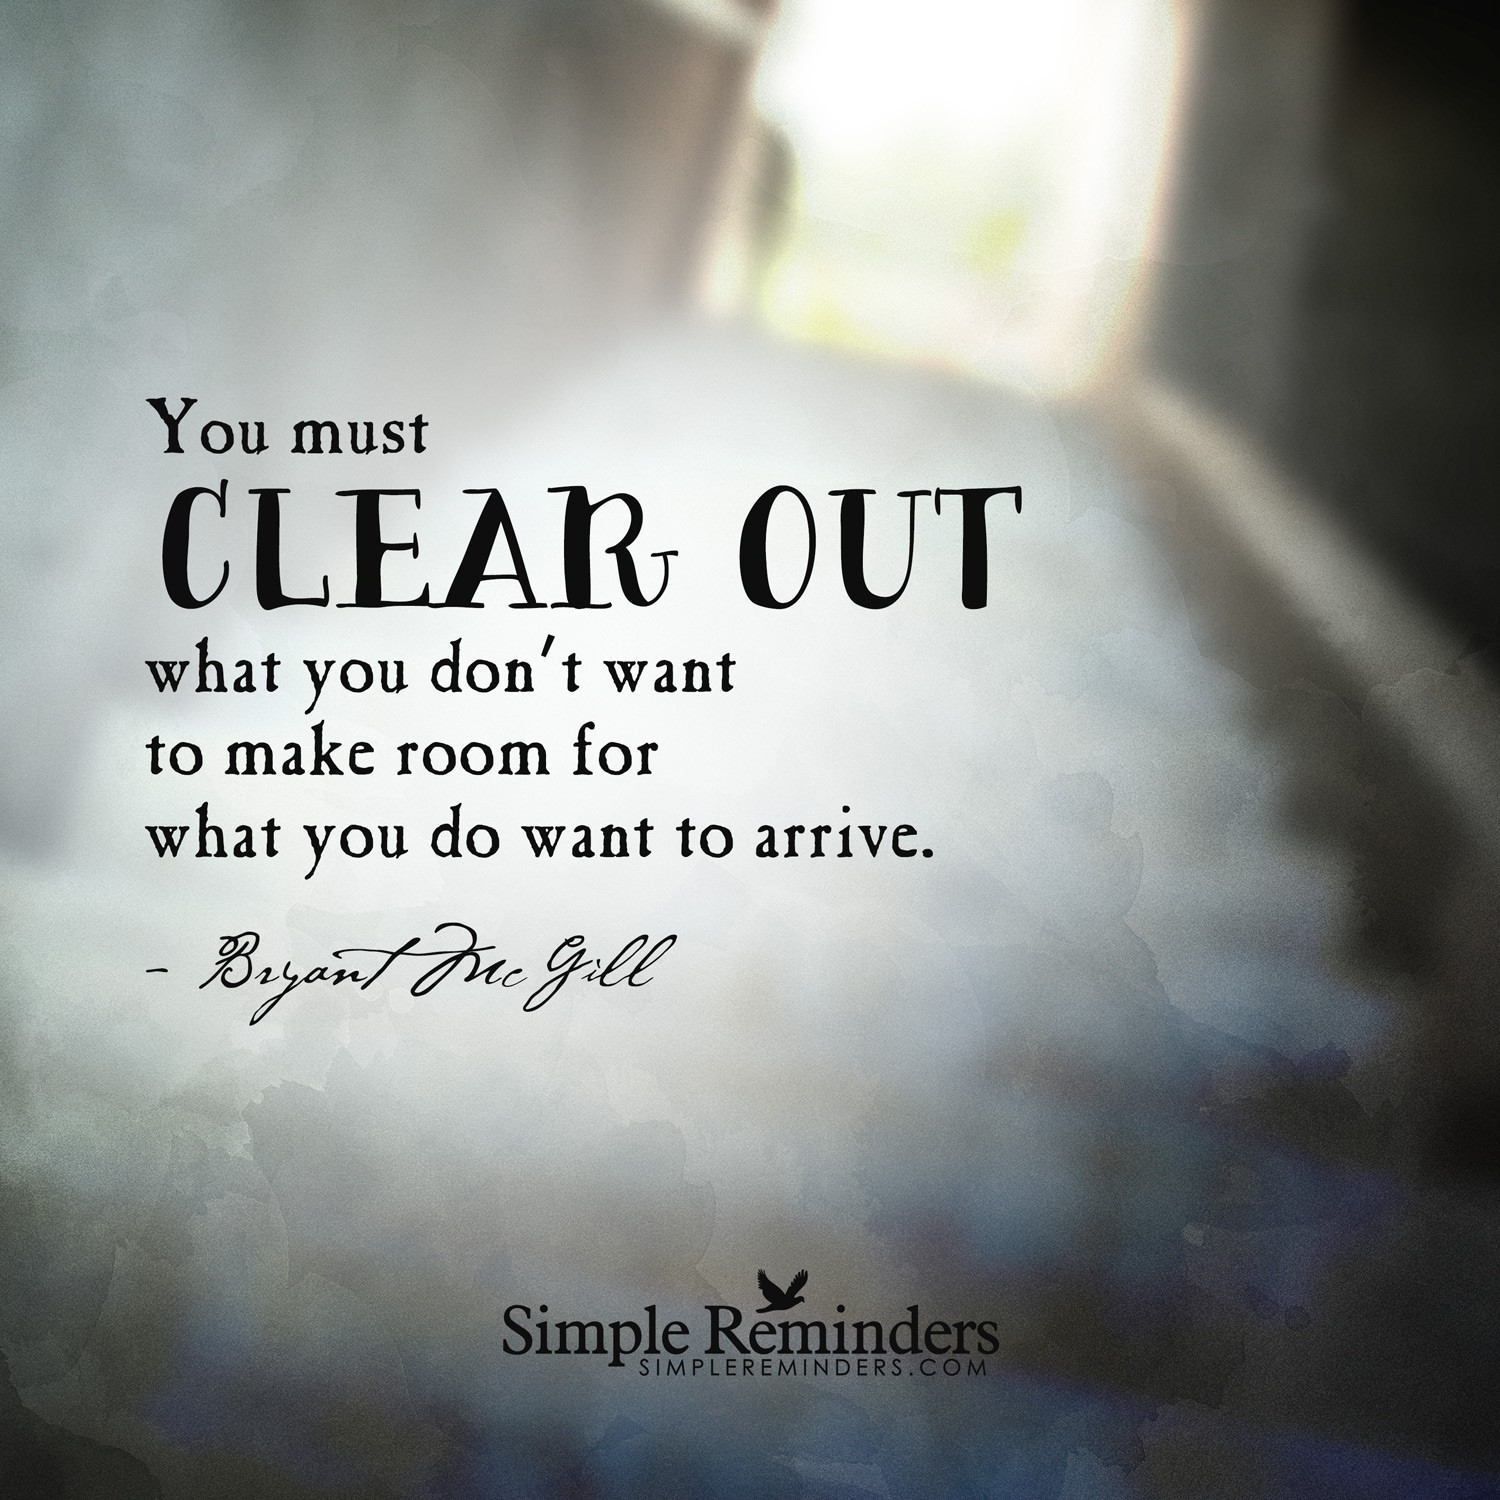 You must
CLEAR OUT
what you don't want
to make room for
what you do want to arrive.
- Bryant McGill
Simple Reminders
SIMPLEREMINDERS.COM